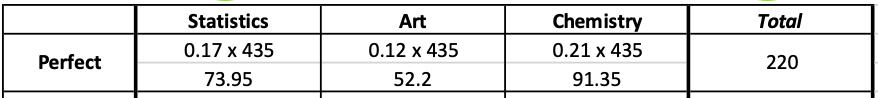 Statistics Art Chemistry Total
Perfect 0.17 x 435 0.12 x 435 0.21 x 435 220
73.95 52.2 91.35